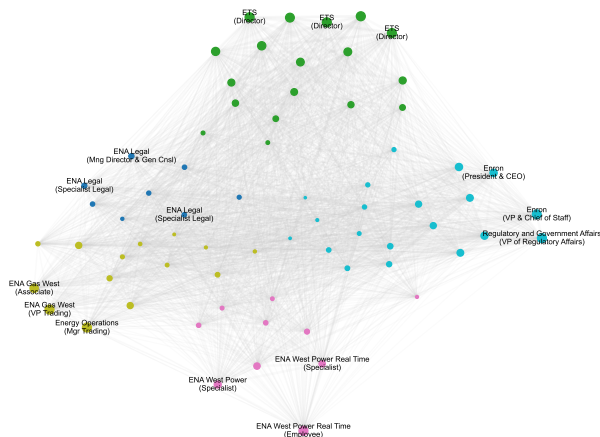 ETS
(Director)
ETS
(Director)
ETS
(Director)
ENA Legal
(Mng Director & Gen Cnsl)
ENA Legal
(Specialist Legal)
ENA Legal
(Specialist Legal)
Enron
(President & CEO)
Enron
(VP & Chief of Staff)
Regulatory and Government Affairs
(VP of Regulatory Affairs)
ENA Gas West
(Associate)
ENA Gas West
(VP Trading)
Energy Operations
(Mgr Trading)
ENA West Power Real Time
(Specialist)
ENA West Power
(Specialist)
ENA West Power Real Time
(Employee)